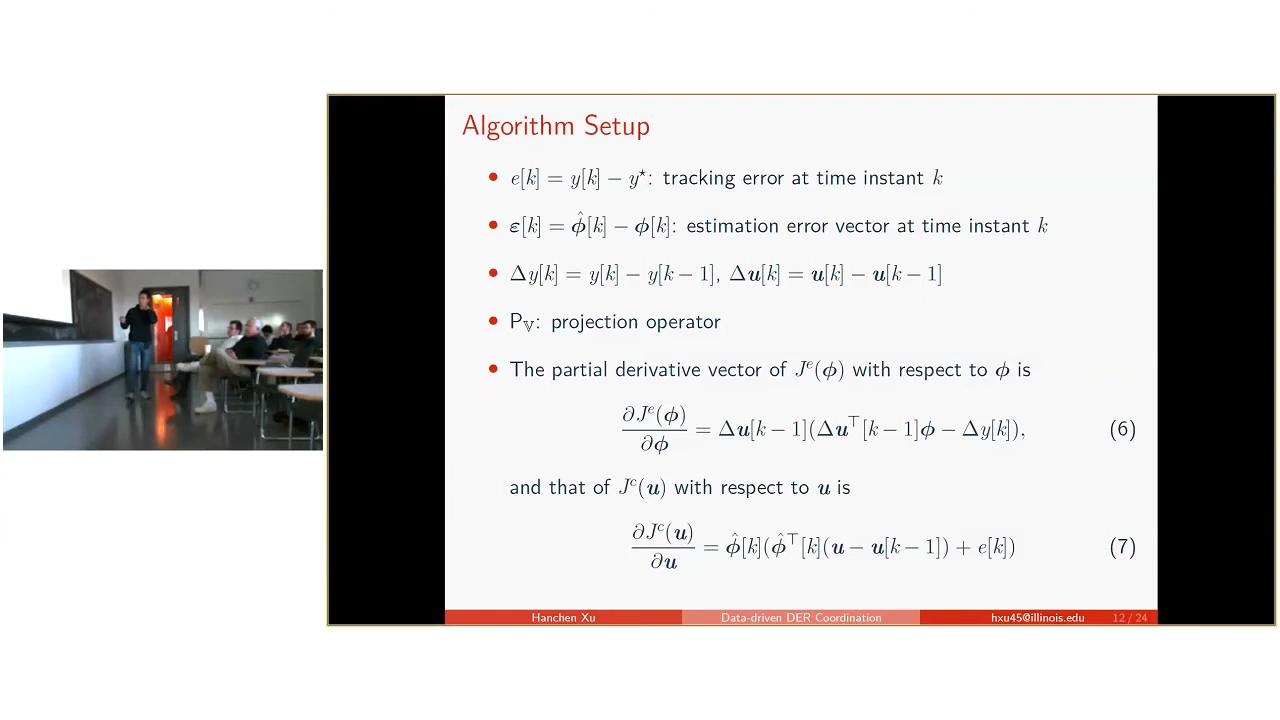 Algorithm Setup
• e[k] = y[k] − y⋆: tracking error at time instant k
• ε[k] = ϕ̂[k] − ϕ[k]: estimation error vector at time instant k
• Δy[k] = y[k] − y[k − 1], Δu[k] = u[k] − u[k − 1]
• P𝕍: projection operator
• The partial derivative vector of Jᵉ(ϕ) with respect to ϕ is
∂Jᵉ(ϕ)/∂ϕ = Δu[k − 1](Δu⊤[k − 1]ϕ − Δy[k]), (6)
and that of Jᶜ(u) with respect to u is
∂Jᶜ(u)/∂u = ϕ̂[k](ϕ̂⊤[k](u − u[k − 1]) + e[k]) (7)
Hanchen Xu Data-driven DER Coordination hxu45@illinois.edu 12 / 24